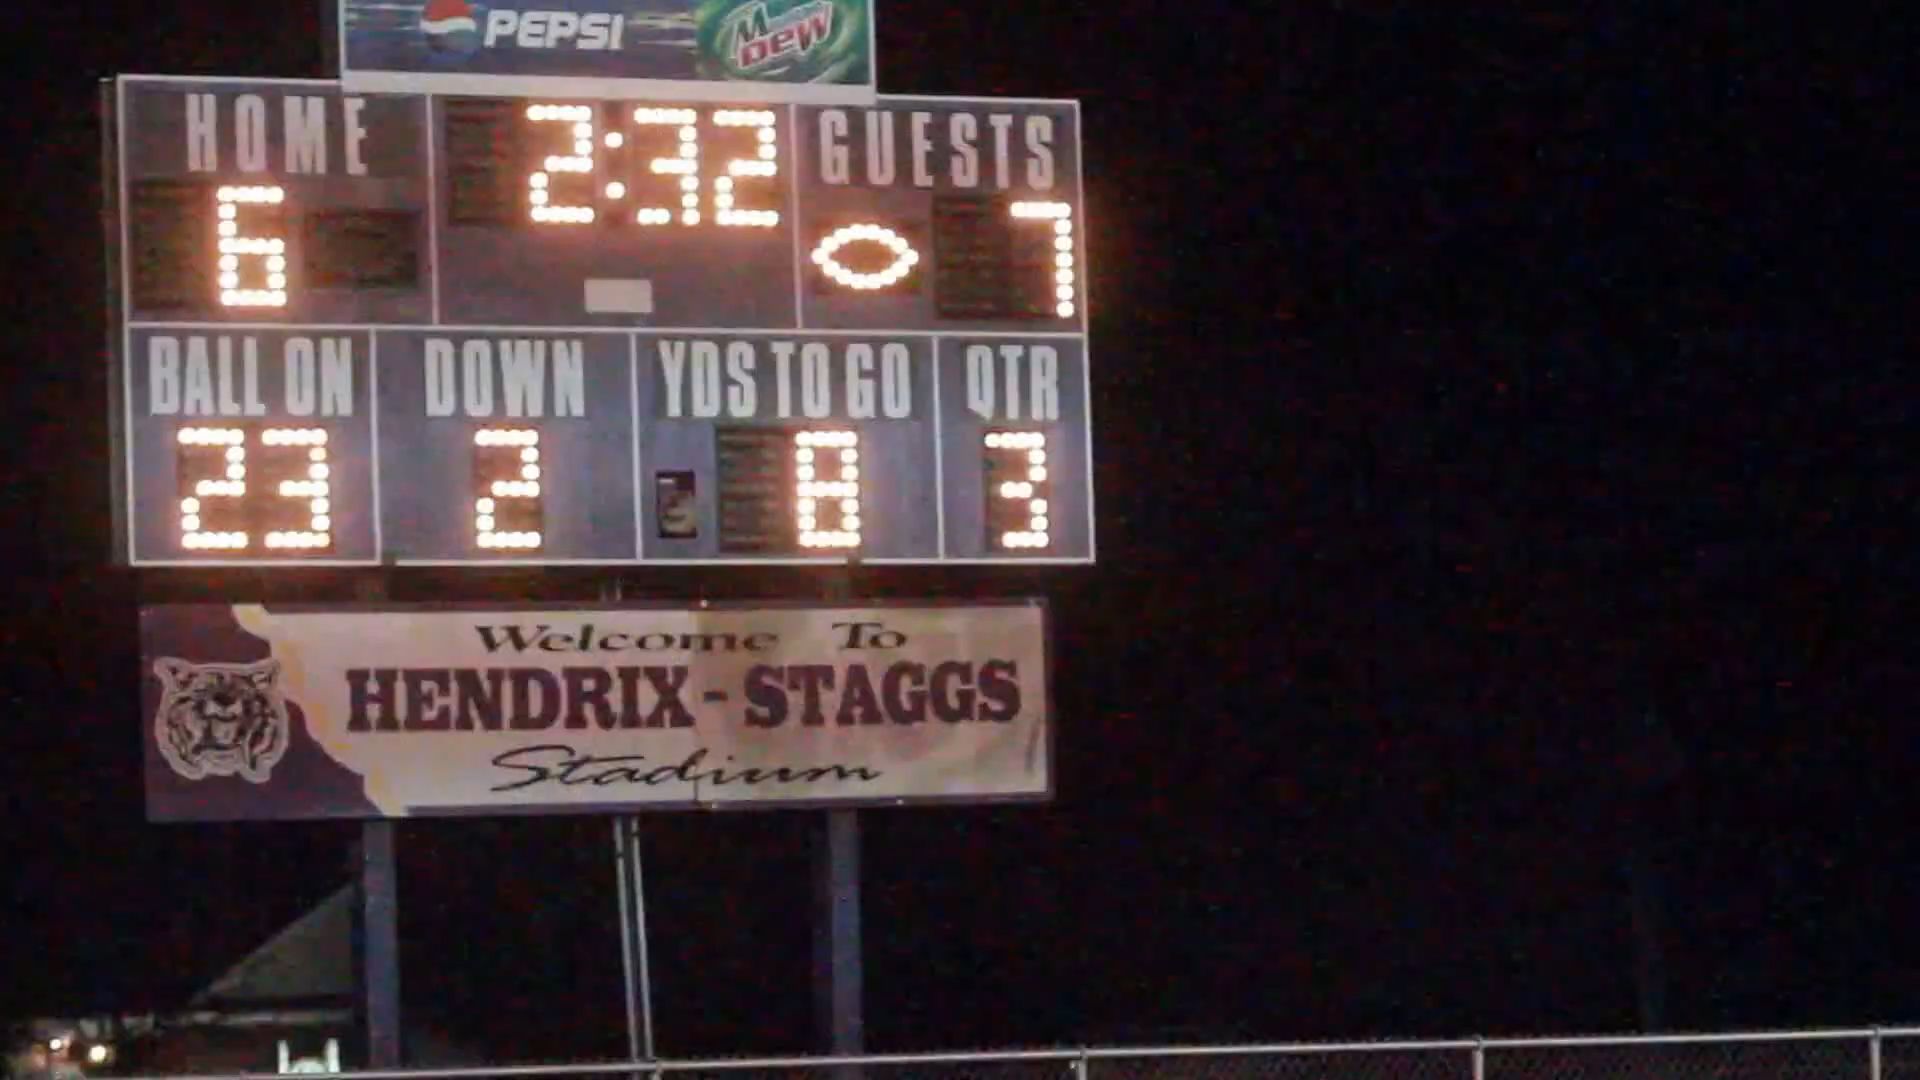 PEPSI
Mountain Dew
HOME 2:32 GUESTS
6 7
BALL ON DOWN YDS TO GO QTR
23 2 8 3
Welcome To
HENDRIX-STAGGS
Stadium